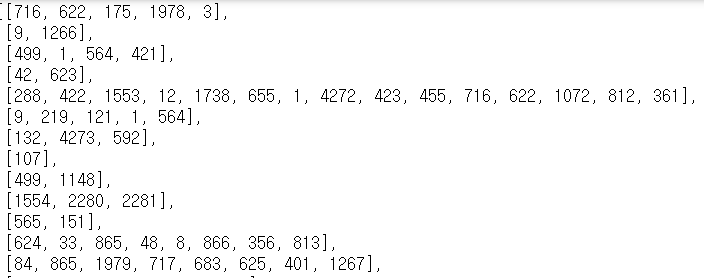 [[716, 622, 175, 1978, 3],
[9, 1266],
[499, 1, 564, 421],
[42, 623],
[288, 422, 1553, 12, 1738, 655, 1, 4272, 423, 455, 716, 622, 1072, 812, 361],
[9, 219, 121, 1, 564],
[132, 4273, 592],
[107],
[499, 1148],
[1554, 2280, 2281],
[565, 151],
[624, 33, 865, 48, 8, 866, 356, 813],
[84, 865, 1979, 717, 683, 625, 401, 1267],